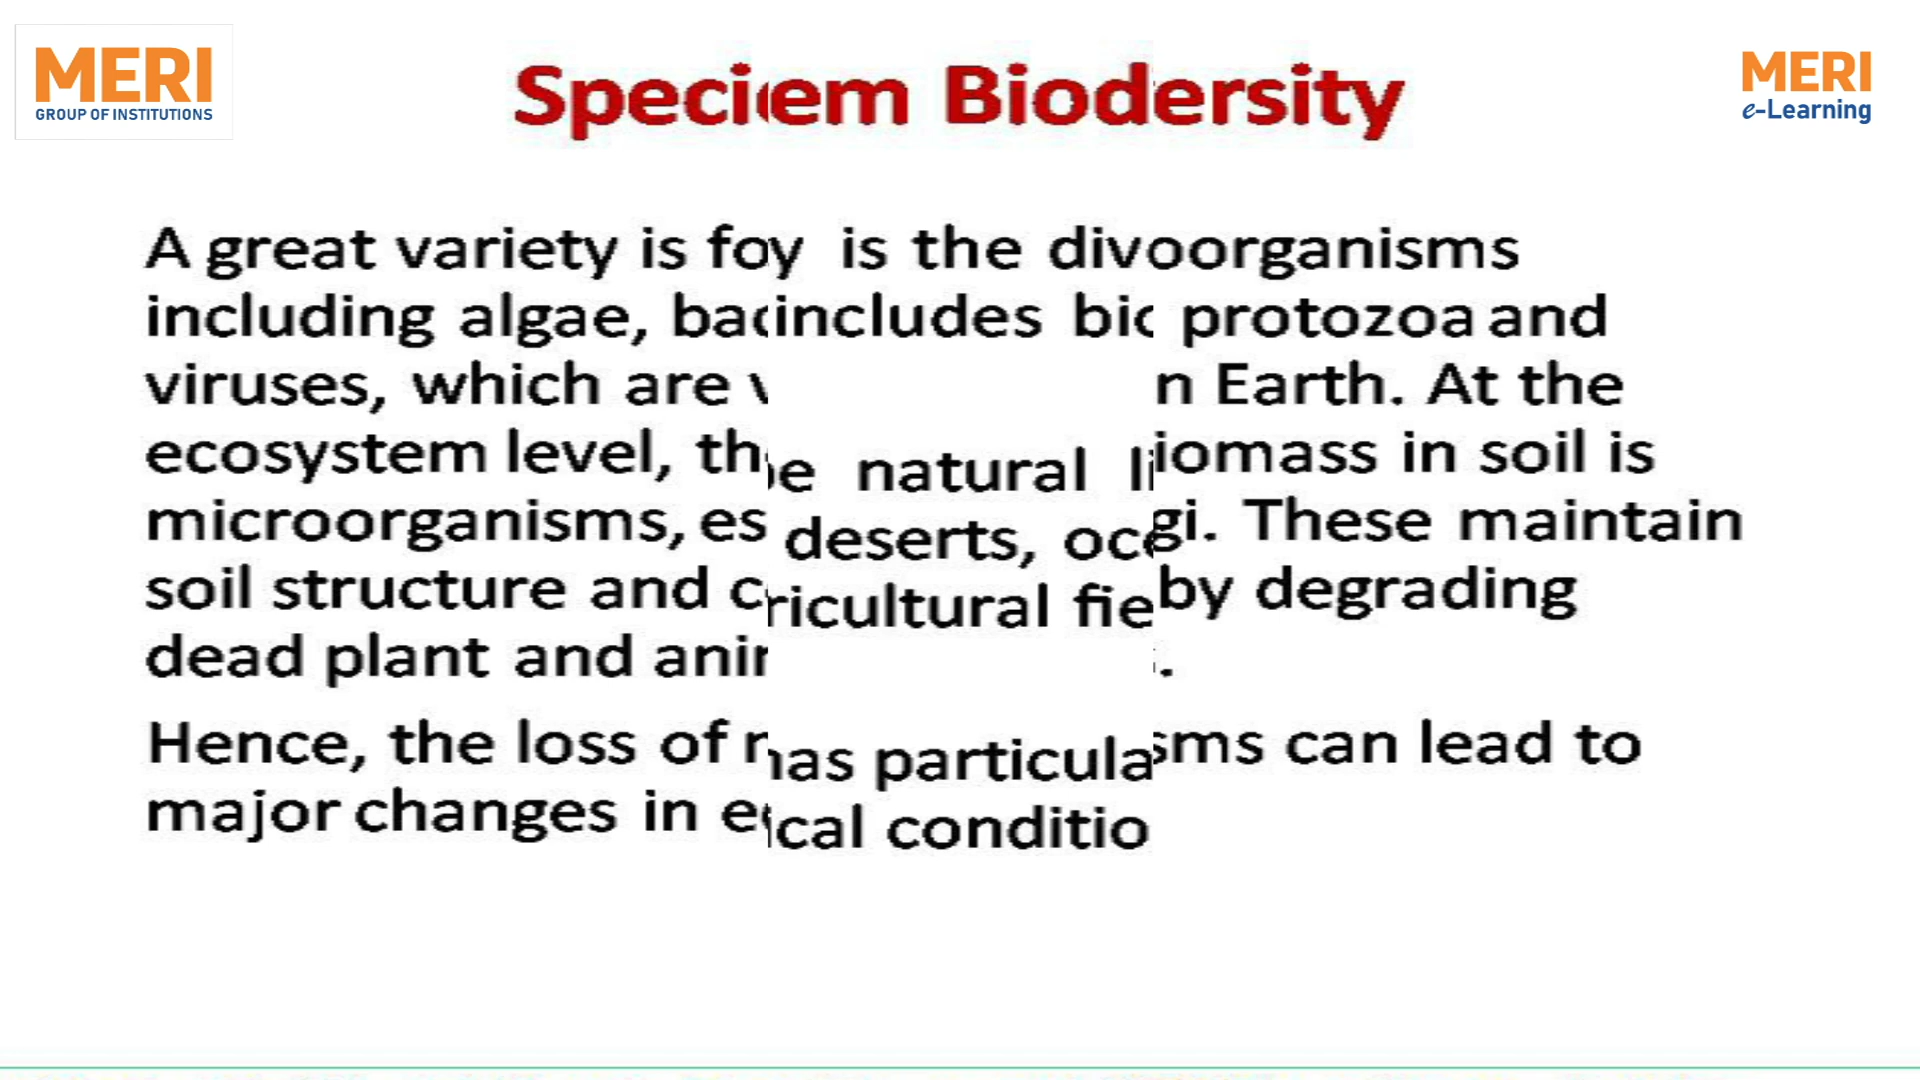 MERI
GROUP OF INSTITUTIONS
MERI
e-Learning
Speciem Biodersity
A great variety is foy is the divoorganisms
including algae, bacincludes bic protozoa and
viruses, which are n Earth. At the
ecosystem level, th e natural li iomass in soil is
microorganisms, es deserts, oc gi. These maintain
soil structure and c ricultural fie by degrading
dead plant and anir .
Hence, the loss of has particula sms can lead to
major changes in e ical conditio